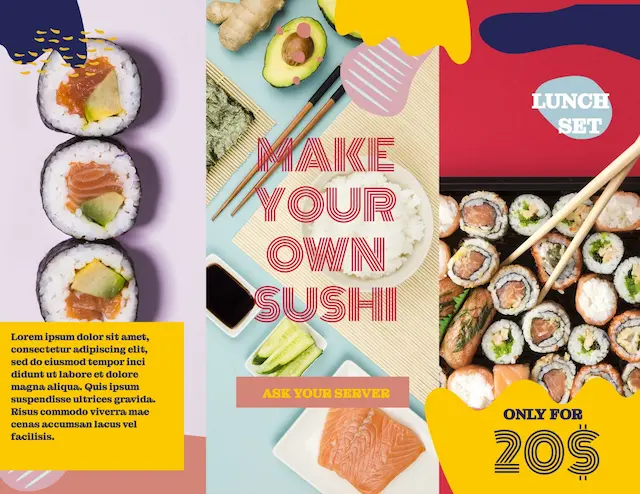 Lorem ipsum dolor sit amet,
consectetur adipiscing elit,
sed do eiusmod tempor inci
didunt ut labore et dolore
magna aliqua. Quis ipsum
suspendisse ultrices gravida.
Risus commodo viverra mae
cenas accumsan lacus vel
facilisis.
MAKE
YOUR
OWN
SUSHI
ASK YOUR SERVER
LUNCH
SET
ONLY FOR
20$